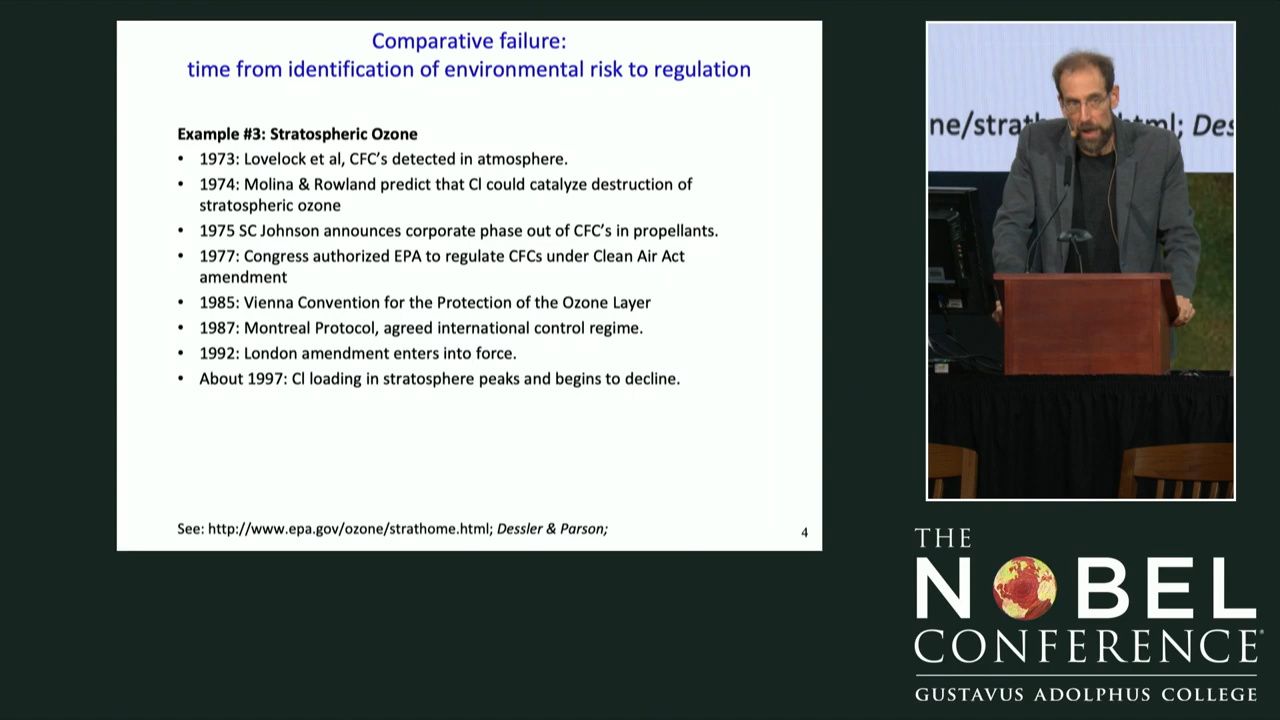 Comparative failure:
time from identification of environmental risk to regulation
Example #3: Stratospheric Ozone
• 1973: Lovelock et al, CFC's detected in atmosphere.
• 1974: Molina & Rowland predict that Cl could catalyze destruction of
stratospheric ozone
• 1975 SC Johnson announces corporate phase out of CFC's in propellants.
• 1977: Congress authorized EPA to regulate CFCs under Clean Air Act
amendment
• 1985: Vienna Convention for the Protection of the Ozone Layer
• 1987: Montreal Protocol, agreed international control regime.
• 1992: London amendment enters into force.
• About 1997: Cl loading in stratosphere peaks and begins to decline.
See: http://www.epa.gov/ozone/strathome.html; Dessler & Parson;
4
ne/strath html; Des
THE
NOBEL
CONFERENCE®
GUSTAVUS ADOLPHUS COLLEGE